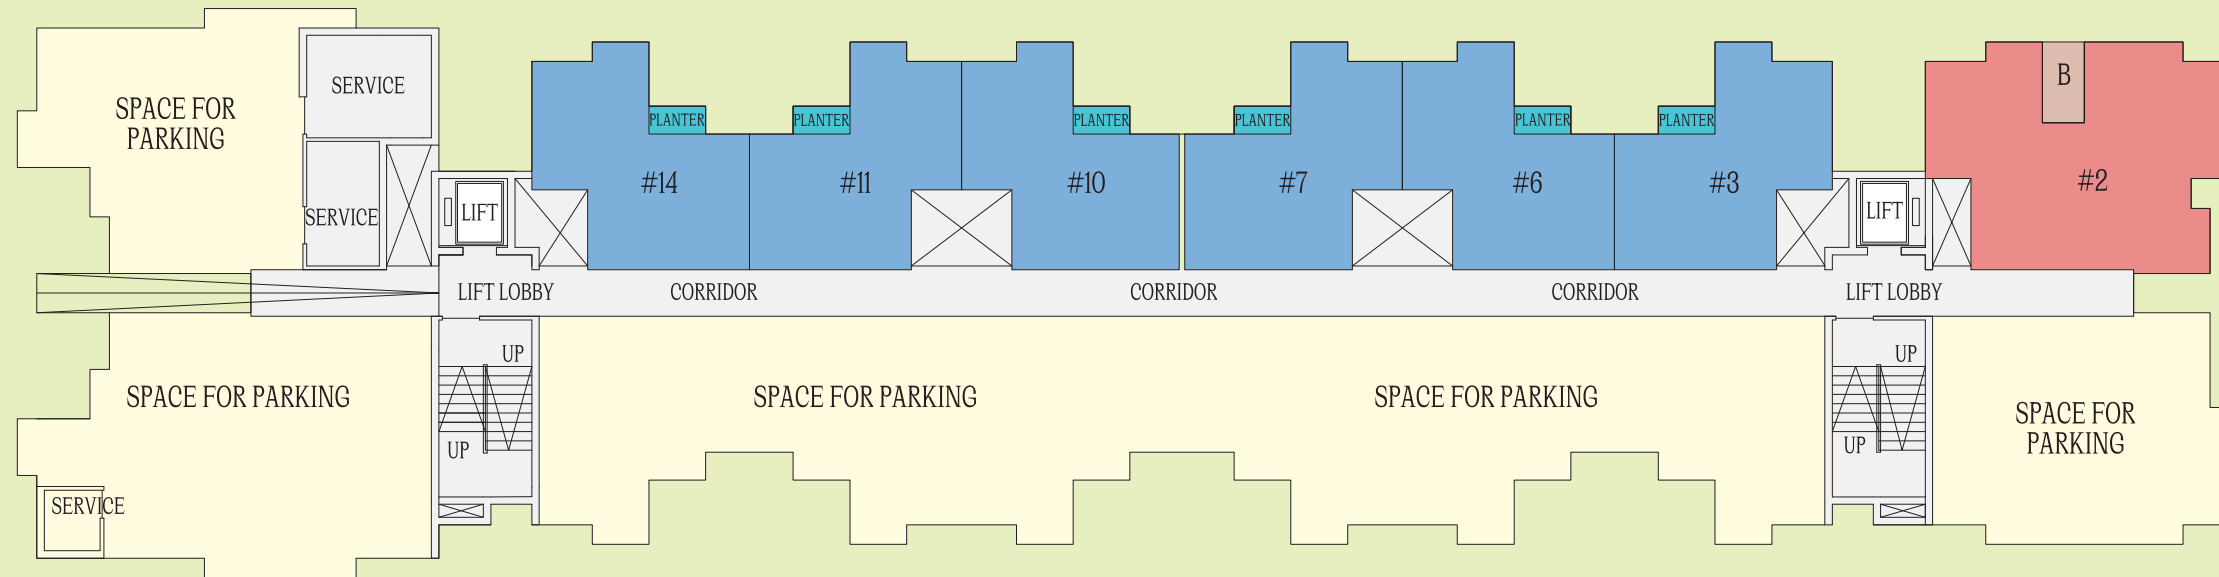 SERVICE
SPACE FOR
PARKING
SERVICE
LIFT
PLANTER
PLANTER
PLANTER
PLANTER
PLANTER
PLANTER
B
#14
#11
#10
#7
#6
#3
#2
LIFT
LIFT LOBBY
CORRIDOR
CORRIDOR
CORRIDOR
LIFT LOBBY
UP
UP
SPACE FOR PARKING
SPACE FOR PARKING
SPACE FOR PARKING
SPACE FOR
PARKING
UP
UP
SERVICE